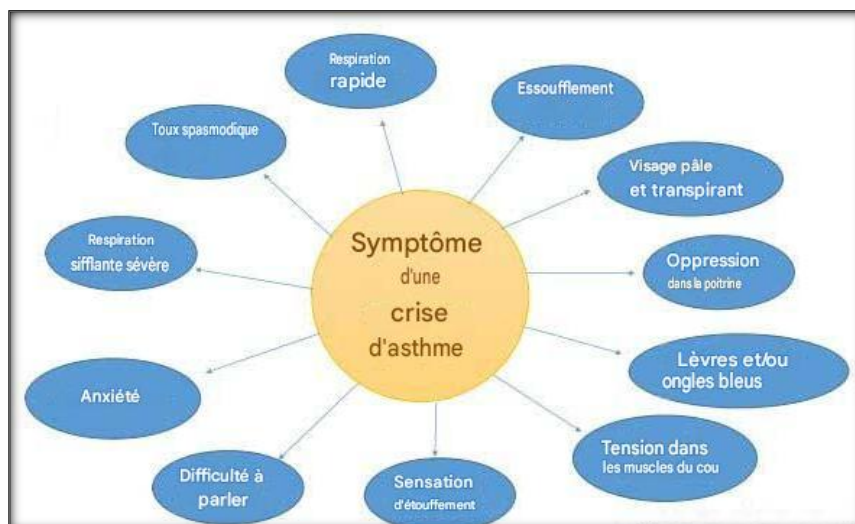 Symptôme
d'une
crise
d'asthme
Respiration
rapide
Essoufflement
Visage pâle
et transpirant
Oppression
dans la poitrine
Lèvres et/ou
ongles bleus
Tension dans
les muscles du cou
Sensation
d'étouffement
Difficulté à
parler
Anxiété
Respiration
sifflante sévère
Toux spasmodique